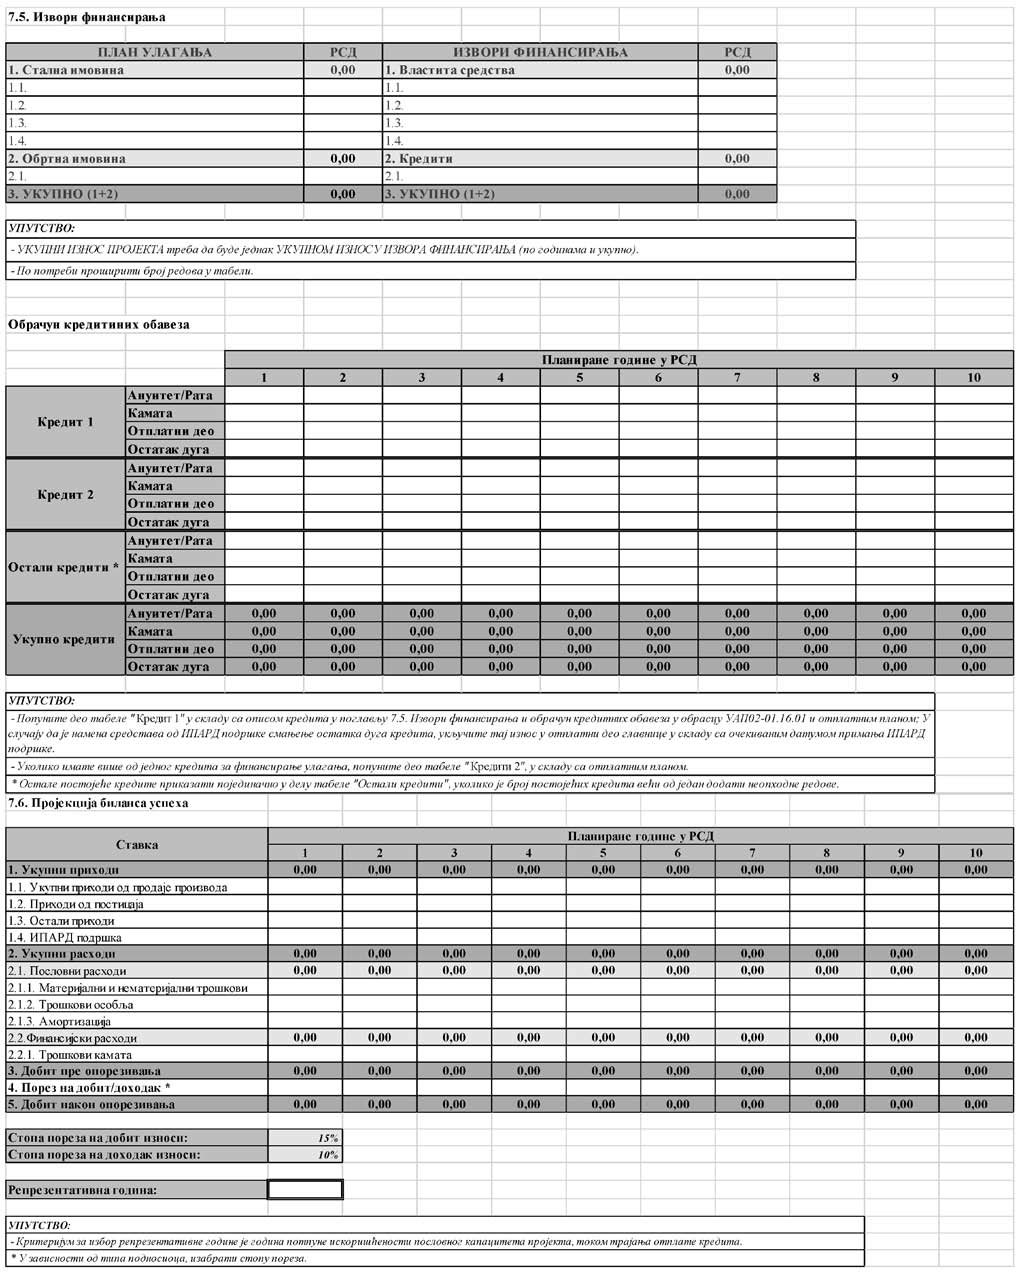 7.5. Извори финансирања
ПЛАН УЛАГАЊА РСД ИЗВОРИ ФИНАНСИРАЊА РСД
1. Стална имовина 0,00 1. Властита средства 0,00
1.1. 1.1.
1.2. 1.2.
1.3. 1.3.
1.4. 1.4.
2. Обртна имовина 0,00 2. Кредити 0,00
2.1. 2.1.
3. УКУПНО (1+2) 0,00 3. УКУПНО (1+2) 0,00
УПУТСТВО:
- УКУПНИ ИЗНОС ПРОЈЕКТА треба да буде једнак УКУПНОМ ИЗНОСУ ИЗВОРА ФИНАНСИРАЊА (по годинама и укупно).
- По потреби проширити број редова у табели.
Обрачун кредитиних обавеза
Планиране године у РСД
1 2 3 4 5 6 7 8 9 10
Кредит 1
Ануитет/Рата
Камата
Отплатни део
Остатак дуга
Кредит 2
Ануитет/Рата
Камата
Отплатни део
Остатак дуга
Остали кредити *
Ануитет/Рата
Камата
Отплатни део
Остатак дуга
Укупно кредити
Ануитет/Рата 0,00 0,00 0,00 0,00 0,00 0,00 0,00 0,00 0,00 0,00
Камата 0,00 0,00 0,00 0,00 0,00 0,00 0,00 0,00 0,00 0,00
Отплатни део 0,00 0,00 0,00 0,00 0,00 0,00 0,00 0,00 0,00 0,00
Остатак дуга 0,00 0,00 0,00 0,00 0,00 0,00 0,00 0,00 0,00 0,00
УПУТСТВО:
- Попуните део табеле "Кредит 1" у складу са описом кредита у поглављу 7.5. Извори финансирања и обрачун кредитних обавеза у обрасцу УАП02-01.16.01 и отплатним планом; У
случају да је намена средстава од ИПАРД подршке смањење остатка дуга кредита, укључите тај износ у отплатни део главнице у складу са очекиваним датумом примања ИПАРД
подршке.
- Уколико имате више од једног кредита за финансирање улагања, попуните део табеле "Кредити 2", у складу са отплатним планом.
* Остале постојеће кредите приказати појединачно у делу табеле "Остали кредити", уколико је број постојећих кредита већи од један додати неопходне редове.
7.6. Пројекција биланса успеха
Ставка Планиране године у РСД
1 2 3 4 5 6 7 8 9 10
1. Укупни приходи 0,00 0,00 0,00 0,00 0,00 0,00 0,00 0,00 0,00 0,00
1.1. Укупни приходи од продаје производа
1.2. Приходи од постицаја
1.3. Остали приходи
1.4. ИПАРД подршка
2. Укупни расходи 0,00 0,00 0,00 0,00 0,00 0,00 0,00 0,00 0,00 0,00
2.1. Пословни расходи 0,00 0,00 0,00 0,00 0,00 0,00 0,00 0,00 0,00 0,00
2.1.1. Материјални и нематеријални трошкови
2.1.2. Трошкови особља
2.1.3. Амортизација
2.2.Финансијски расходи 0,00 0,00 0,00 0,00 0,00 0,00 0,00 0,00 0,00 0,00
2.2.1. Трошкови камата
3. Добит пре опорезивања 0,00 0,00 0,00 0,00 0,00 0,00 0,00 0,00 0,00 0,00
4. Порез на добит/доходак *
5. Добит након опорезивања 0,00 0,00 0,00 0,00 0,00 0,00 0,00 0,00 0,00 0,00
Стопа пореза на добит износи: 15%
Стопа пореза на доходак износи: 10%
Репрезентативна година:
УПУТСТВО:
- Критеријум за избор репрезентативне године је година потпуне искоришћености пословног капацитета пројекта, током трајања отплате кредита.
* У зависности од типа подносиоца, изабрати стопу пореза.